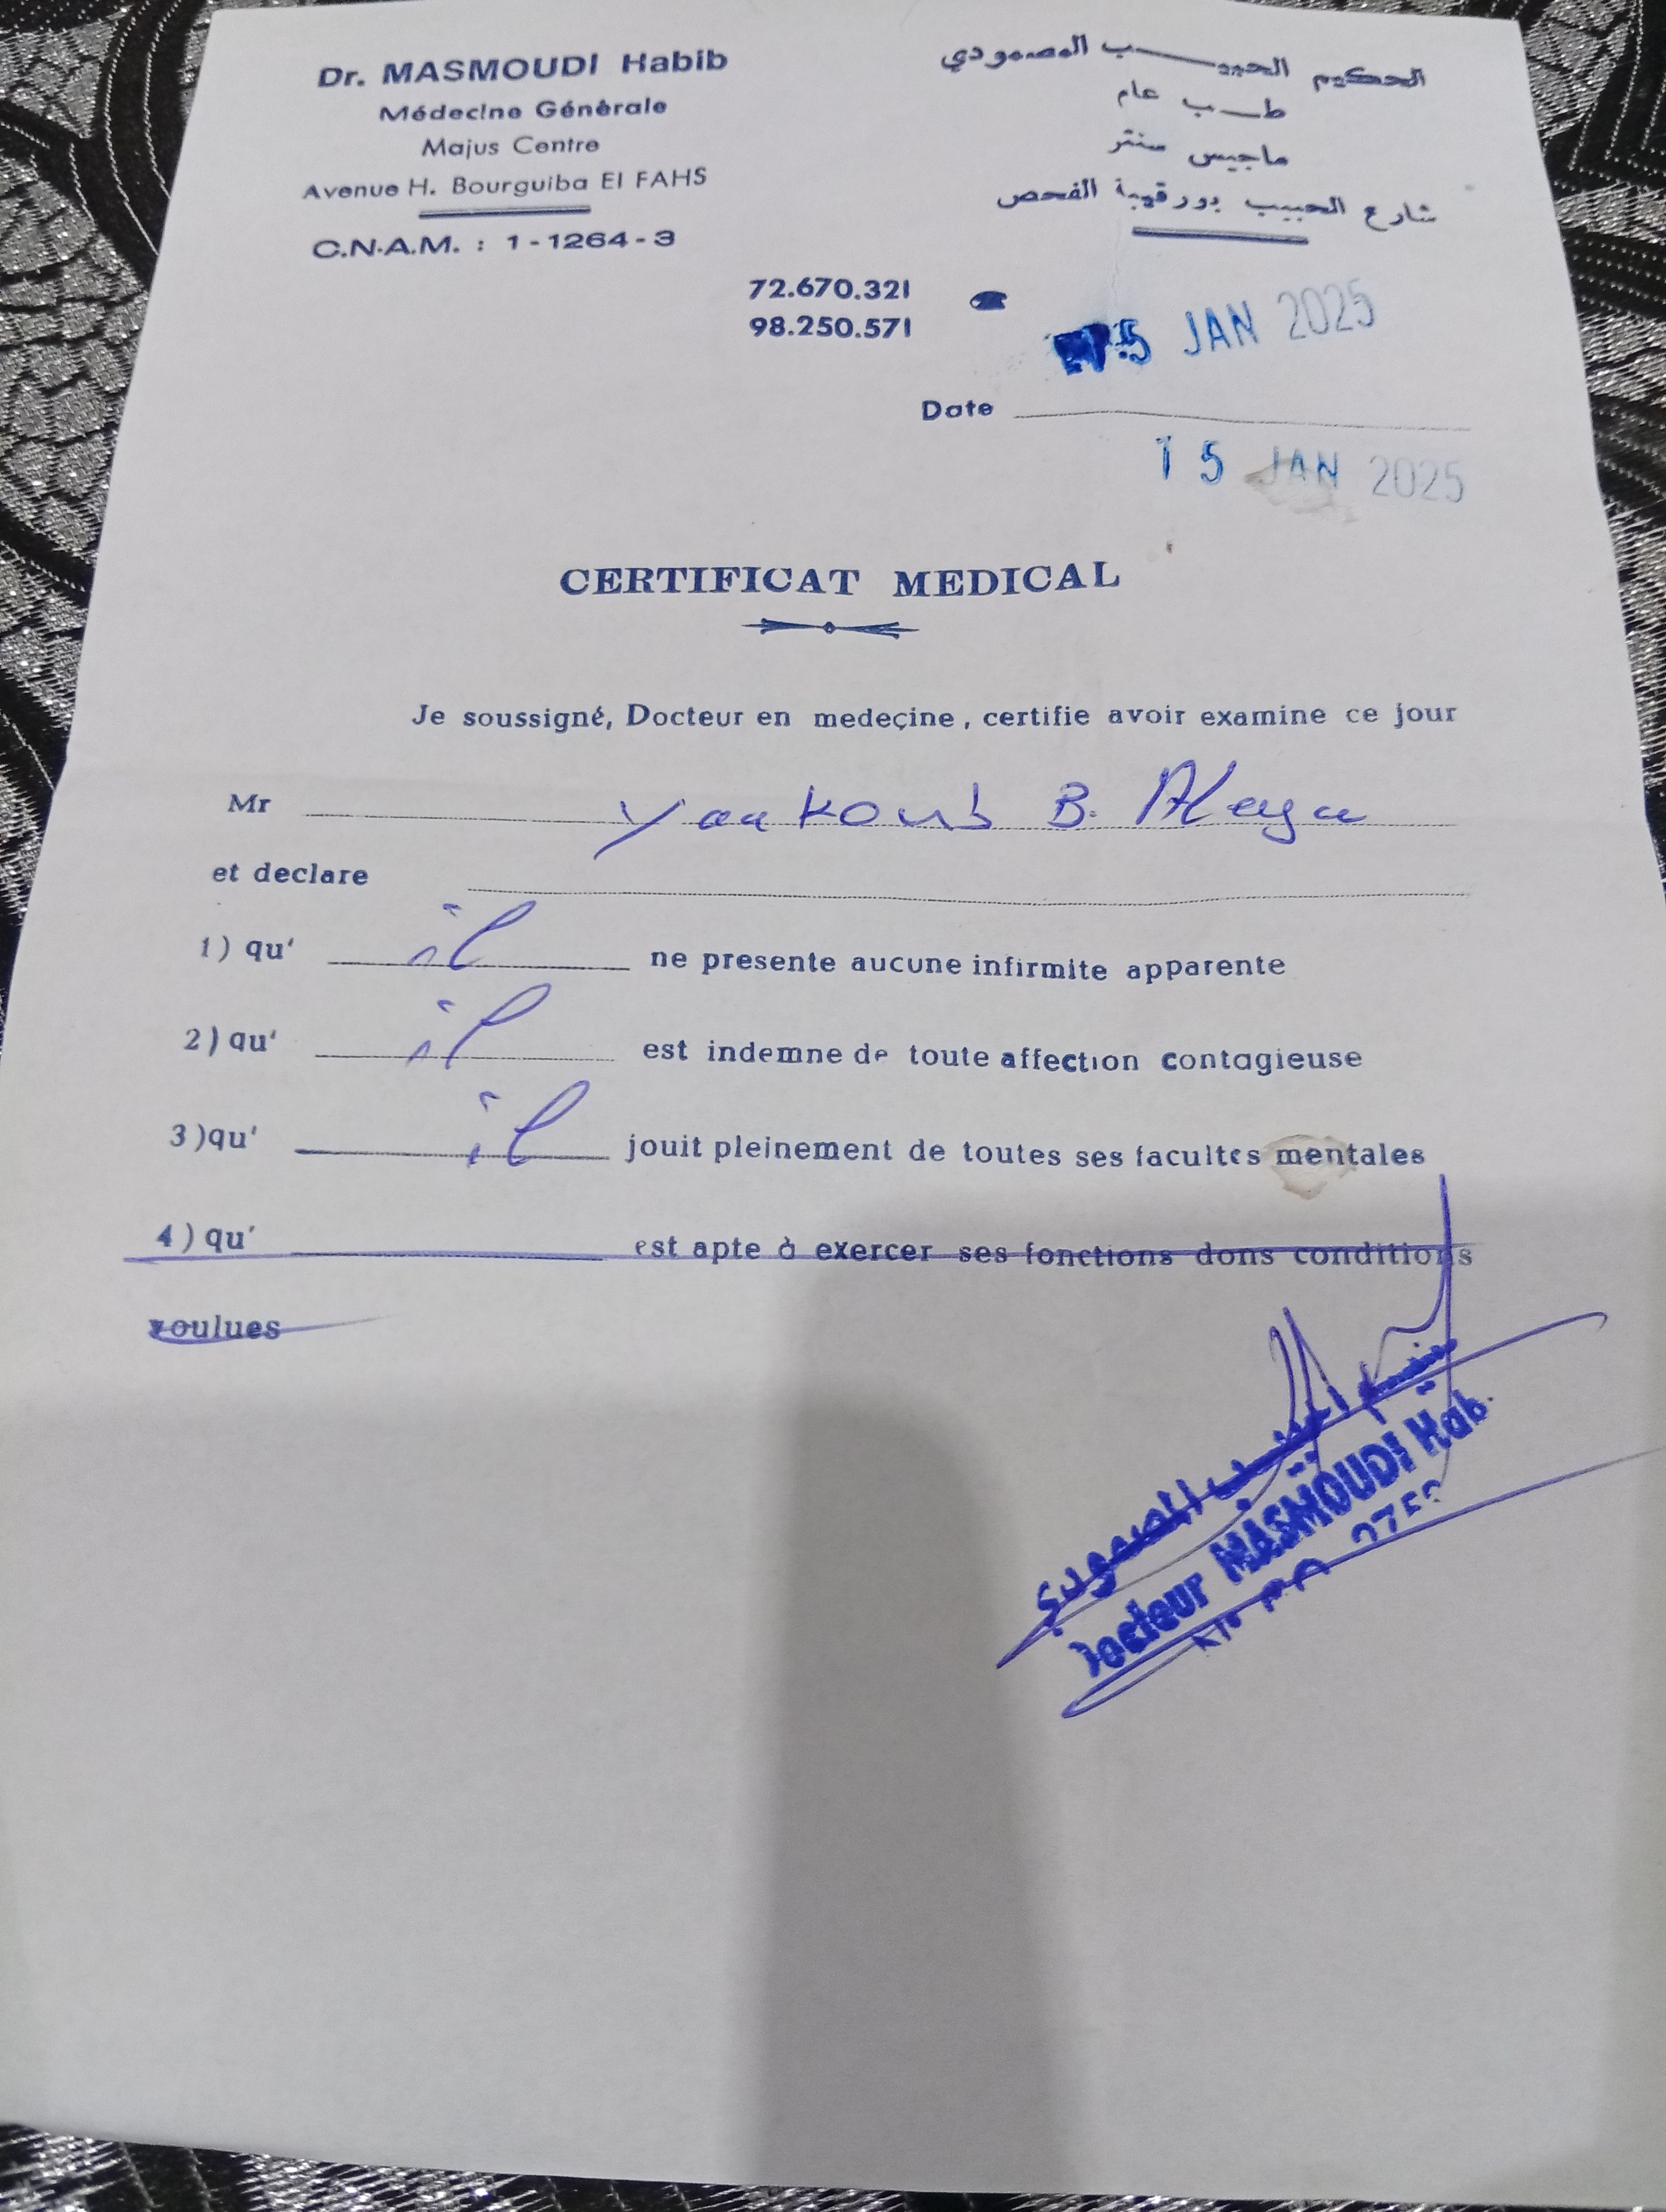 Dr. MASMOUDI Habib
Médecine Générale
Majus Centre
Avenue H. Bourguiba El FAHS
C.N.A.M. : 1-1264-3
الحكيم الحبيب المصمودي
طب عام
ماجيس سنتر
شارع الحبيب بورقيبة الفحص
72.670.321
98.250.571
5 JAN 2025
Date
15 JAN 2025
CERTIFICAT MEDICAL
Je soussigné, Docteur en medeçine, certifie avoir examine ce jour
Mr Yaakoub B. Alaya
et declare
1) qu' il ne presente aucune infirmite apparente
2) qu' il est indemne de toute affection contagieuse
3) qu' il jouit pleinement de toutes ses facultes mentales
4) qu' est apte à exercer ses fonctions dons conditions
voulues
الحبيب المصمودي
Docteur MASMOUDI Hab